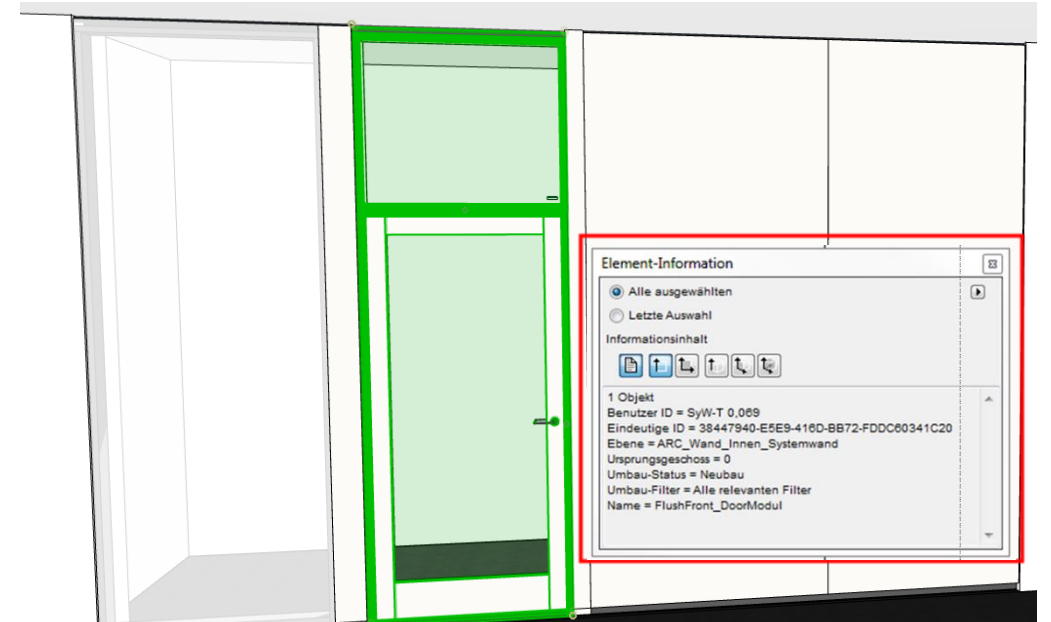 Element-Information
Alle ausgewählten
Letzte Auswahl
Informationsinhalt
1 Objekt
Benutzer ID = SyW-T 0,069
Eindeutige ID = 38447940-E5E9-416D-BB72-FDDC60341C20
Ebene = ARC_Wand_Innen_Systemwand
Ursprungsgeschoss = 0
Umbau-Status = Neubau
Umbau-Filter = Alle relevanten Filter
Name = FlushFront_DoorModul